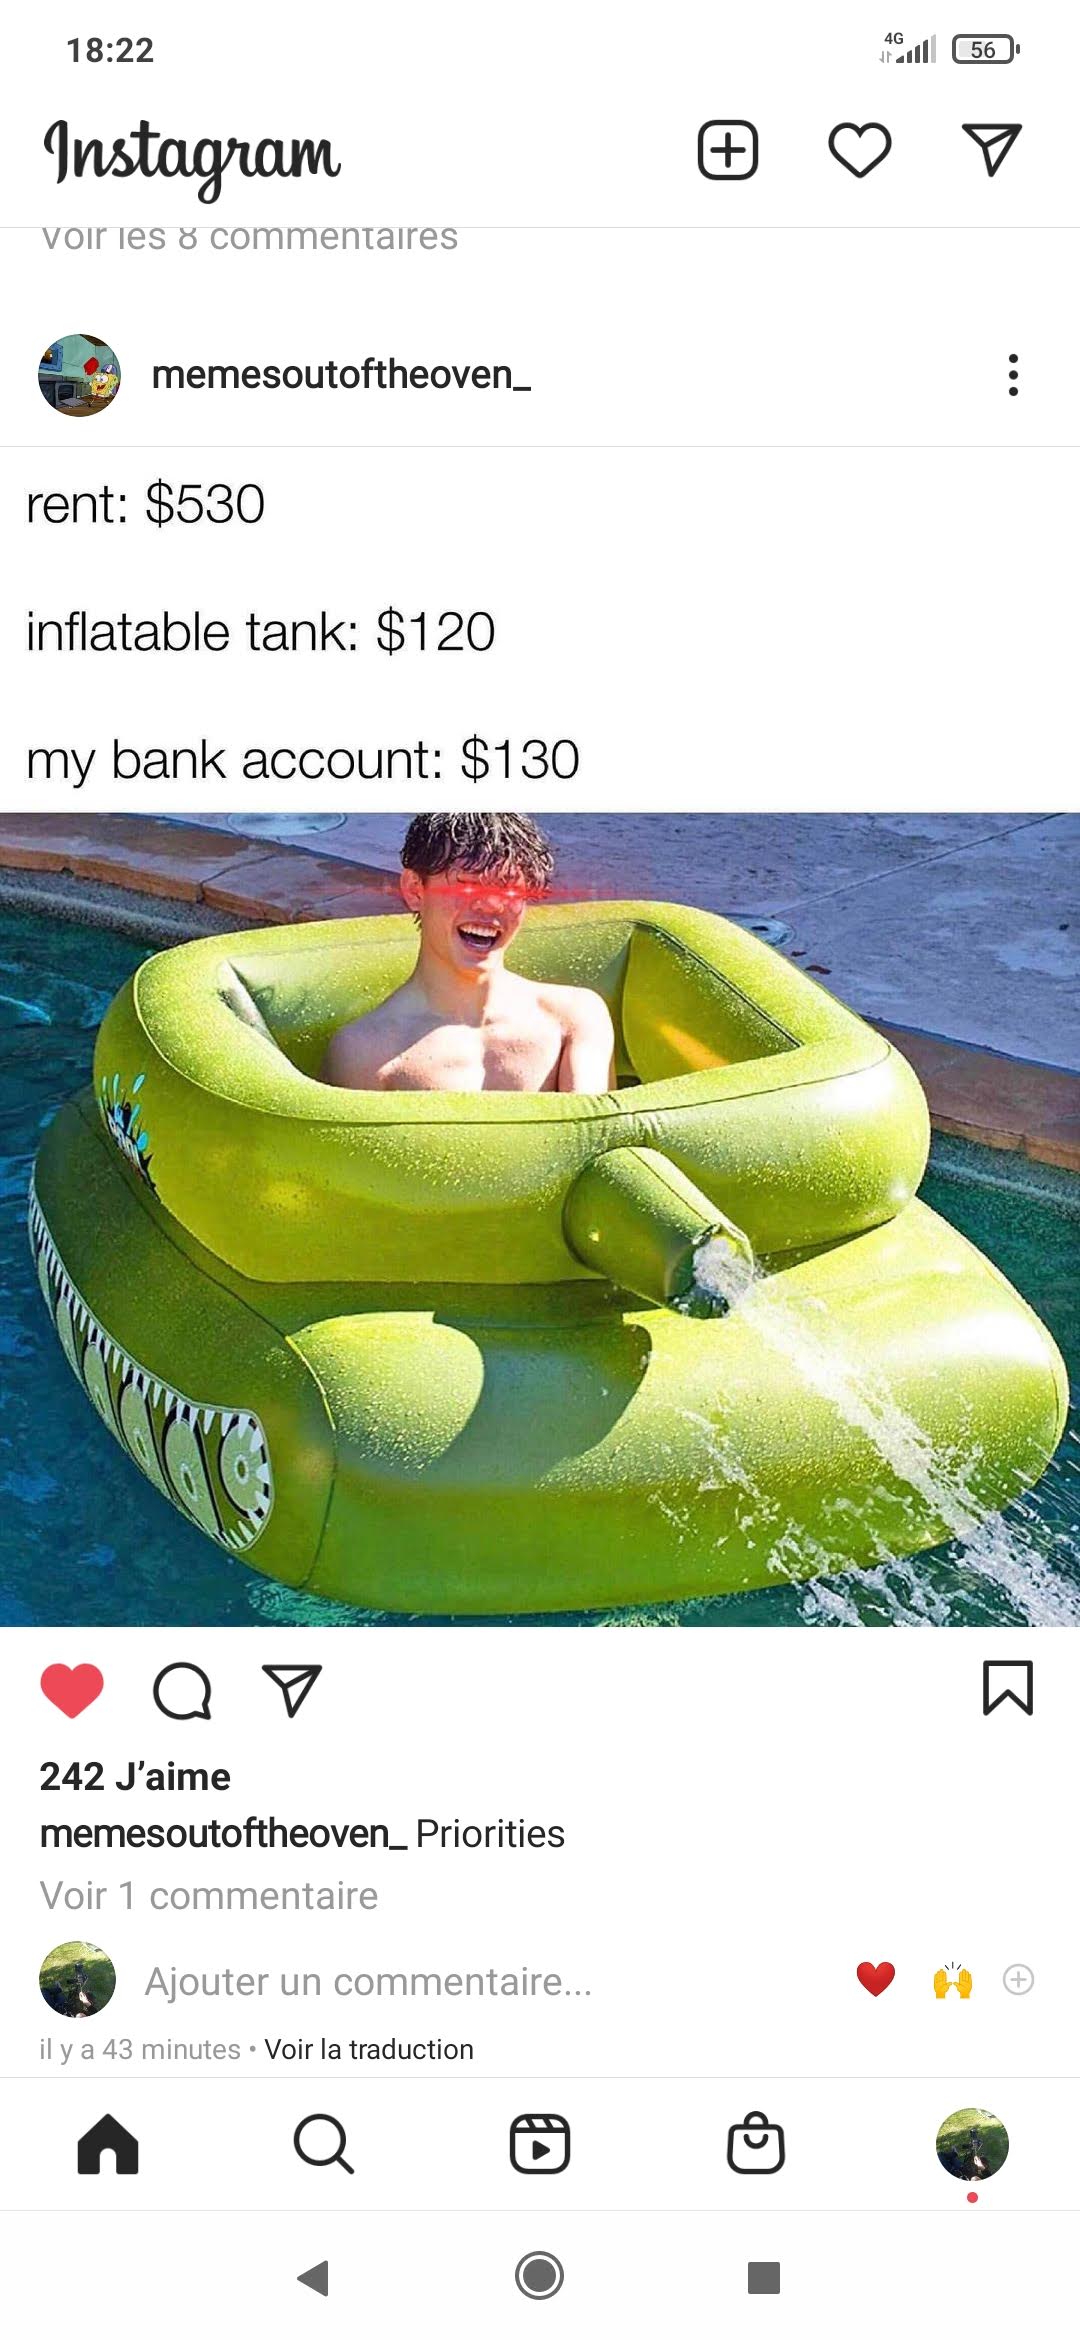 18:22
4G
56
Instagram
Voir les 8 commentaires
memesoutoftheoven_
rent: $530
inflatable tank: $120
my bank account: $130
242 J’aime
memesoutoftheoven_ Priorities
Voir 1 commentaire
Ajouter un commentaire...
il y a 43 minutes • Voir la traduction